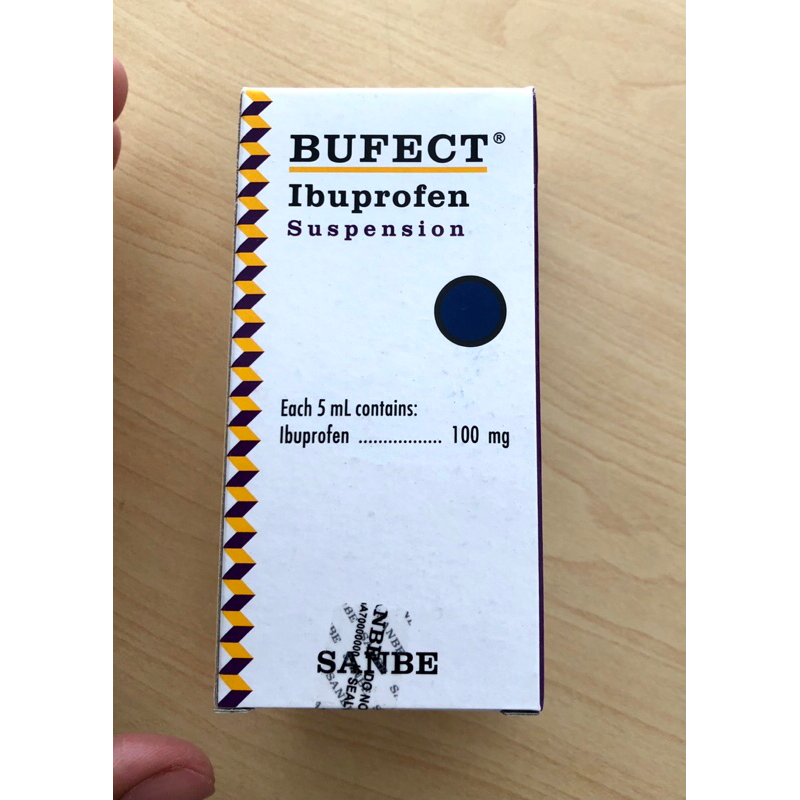 BUFECT®
Ibuprofen
Suspension
Each 5 mL contains:
Ibuprofen ................. 100 mg
SANBE